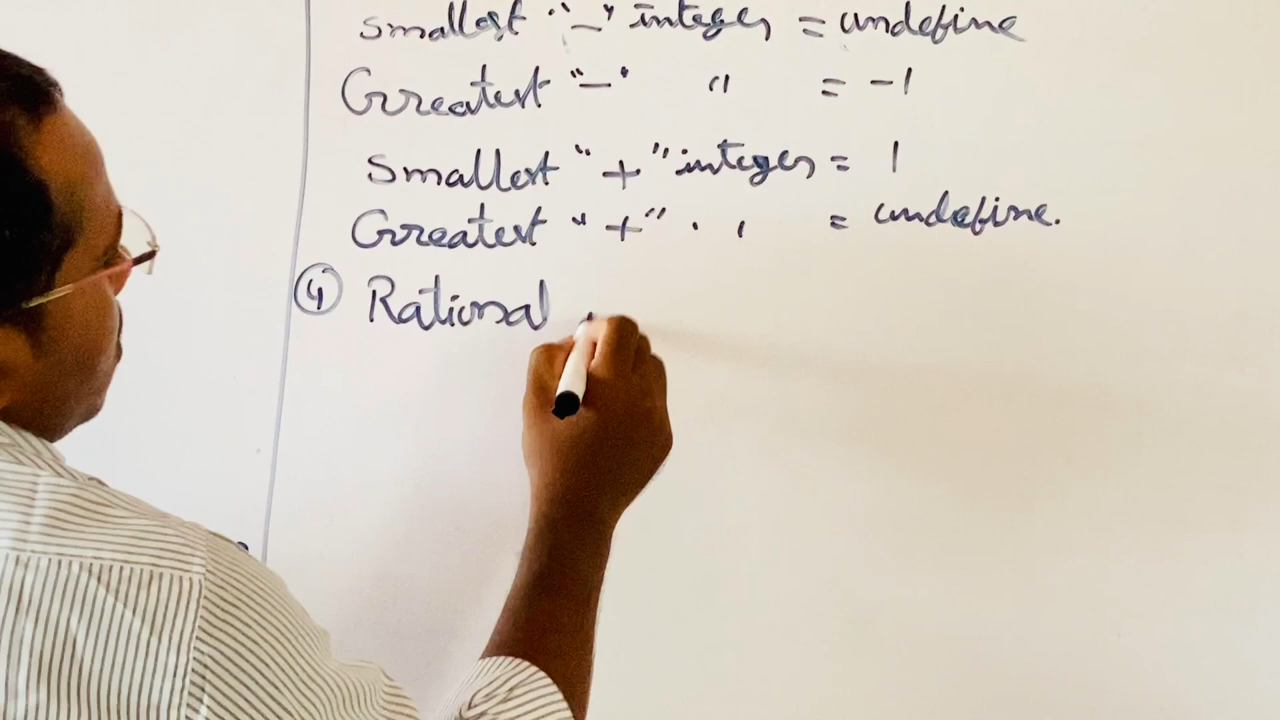 Smallest "-" integer = undefine
Greatest "-" " = -1
Smallest "+" integer = 1
Greatest "+" " = undefine.
④ Rational